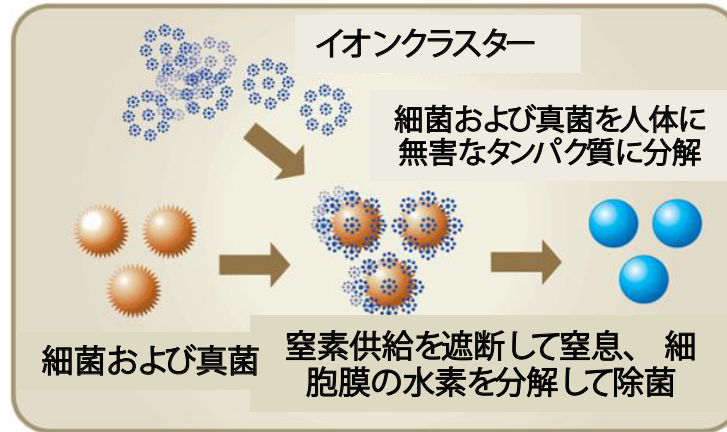 イオンクラスター
細菌および真菌を人体に
無害なタンパク質に分解
細菌および真菌
窒素供給を遮断して窒息、 細
胞膜の水素を分解して除菌